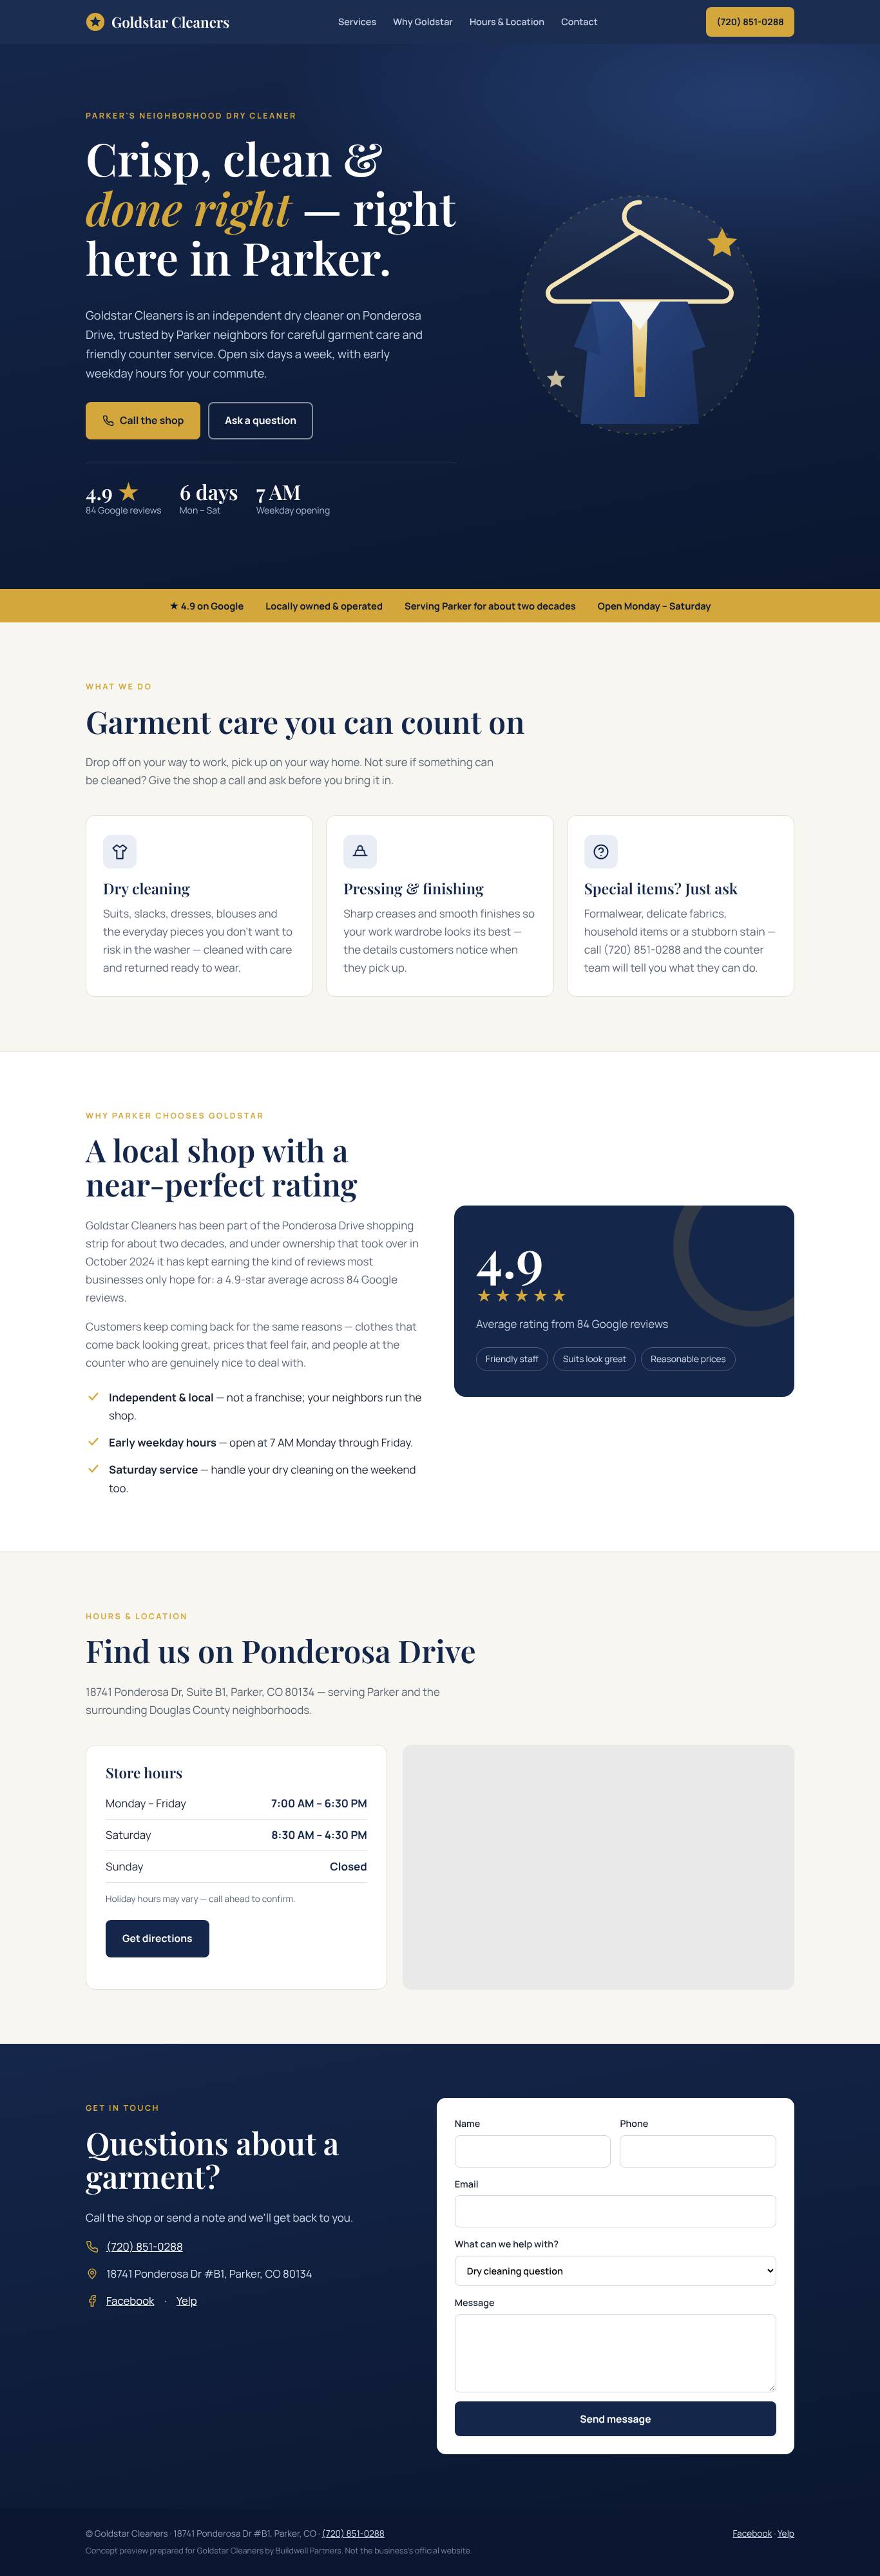 Goldstar Cleaners
Services
Why Goldstar
Hours & Location
Contact
(720) 851-0288
PARKER'S NEIGHBORHOOD DRY CLEANER
Crisp, clean &
done right — right
here in Parker.
Goldstar Cleaners is an independent dry cleaner on Ponderosa
Drive, trusted by Parker neighbors for careful garment care and
friendly counter service. Open six days a week, with early
weekday hours for your commute.
Call the shop
Ask a question
4.9 ★
84 Google reviews
6 days
Mon – Sat
7 AM
Weekday opening
★ 4.9 on Google
Locally owned & operated
Serving Parker for about two decades
Open Monday – Saturday
WHAT WE DO
Garment care you can count on
Drop off on your way to work, pick up on your way home. Not sure if something can
be cleaned? Give the shop a call and ask before you bring it in.
Dry cleaning
Suits, slacks, dresses, blouses and
the everyday pieces you don't want to
risk in the washer — cleaned with care
and returned ready to wear.
Pressing & finishing
Sharp creases and smooth finishes so
your work wardrobe looks its best —
the details customers notice when
they pick up.
Special items? Just ask
Formalwear, delicate fabrics,
household items or a stubborn stain —
call (720) 851-0288 and the counter
team will tell you what they can do.
WHY PARKER CHOOSES GOLDSTAR
A local shop with a
near-perfect rating
Goldstar Cleaners has been part of the Ponderosa Drive shopping
strip for about two decades, and under ownership that took over in
October 2024 it has kept earning the kind of reviews most
businesses only hope for: a 4.9-star average across 84 Google
reviews.
Customers keep coming back for the same reasons — clothes that
come back looking great, prices that feel fair, and people at the
counter who are genuinely nice to deal with.
Independent & local — not a franchise; your neighbors run the
shop.
Early weekday hours — open at 7 AM Monday through Friday.
Saturday service — handle your dry cleaning on the weekend
too.
4.9
★★★★★
Average rating from 84 Google reviews
Friendly staff
Suits look great
Reasonable prices
HOURS & LOCATION
Find us on Ponderosa Drive
18741 Ponderosa Dr, Suite B1, Parker, CO 80134 — serving Parker and the
surrounding Douglas County neighborhoods.
Store hours
Monday – Friday 7:00 AM – 6:30 PM
Saturday 8:30 AM – 4:30 PM
Sunday Closed
Holiday hours may vary — call ahead to confirm.
Get directions
GET IN TOUCH
Questions about a
garment?
Call the shop or send a note and we'll get back to you.
(720) 851-0288
18741 Ponderosa Dr #B1, Parker, CO 80134
Facebook · Yelp
Name
Phone
Email
What can we help with?
Dry cleaning question
Message
Send message
© Goldstar Cleaners · 18741 Ponderosa Dr #B1, Parker, CO · (720) 851-0288
Facebook · Yelp
Concept preview prepared for Goldstar Cleaners by Buildwell Partners. Not the business's official website.